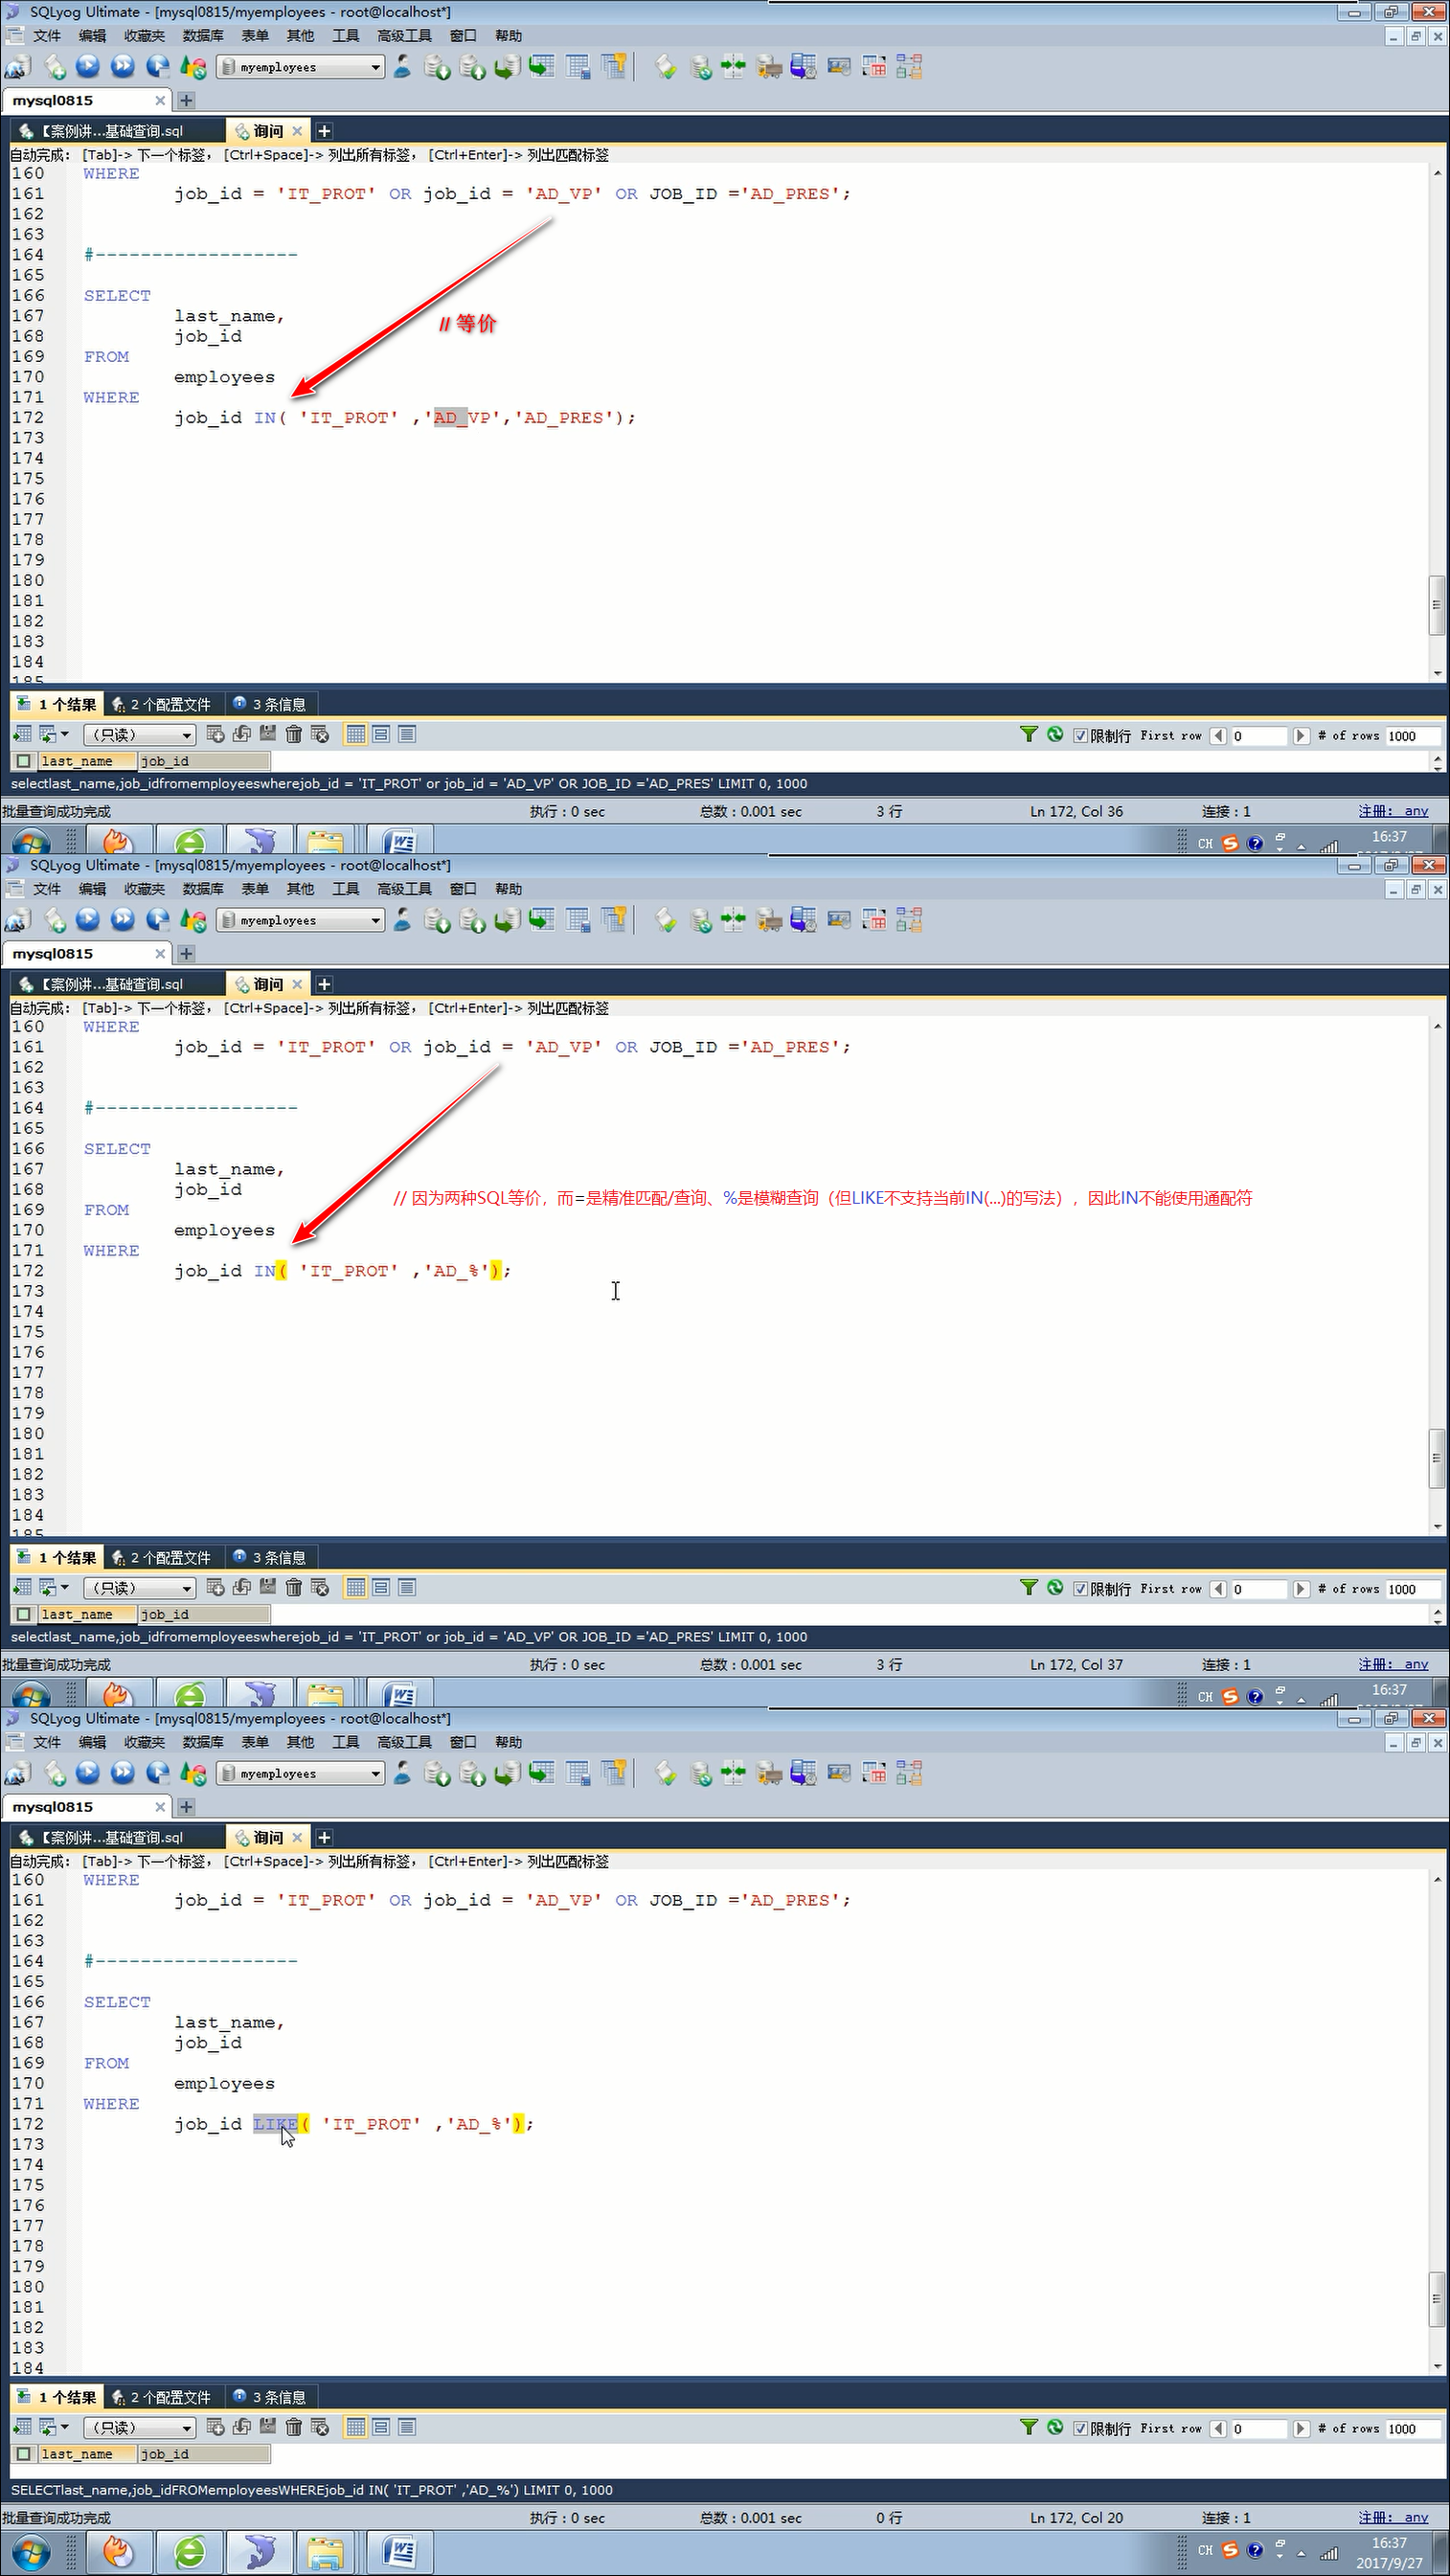 SQLyog Ultimate - [mysql0815/myemployees - root@localhost*]
文件 编辑 收藏夹 数据库 表单 其他 工具 高级工具 窗口 帮助
myemployees
mysql0815
【案例讲...基础查询.sql 询问
自动完成: [Tab]-> 下一个标签, [Ctrl+Space]-> 列出所有标签, [Ctrl+Enter]-> 列出匹配标签
160 WHERE
161 job_id = 'IT_PROT' OR job_id = 'AD_VP' OR JOB_ID ='AD_PRES';
162
163
164 #------------------
165
166 SELECT
167 last_name,
// 等价
168 job_id
169 FROM
170 employees
171 WHERE
172 job_id IN( 'IT_PROT' ,'AD_VP','AD_PRES');
173
174
175
176
177
178
179
180
181
182
183
184
185
1 个结果 2 个配置文件 3 条信息
(只读) 限制行 First row 0 # of rows 1000
last_name job_id
selectlast_name,job_idfromemployeeswherejob_id = 'IT_PROT' or job_id = 'AD_VP' OR JOB_ID ='AD_PRES' LIMIT 0, 1000
批量查询成功完成 执行 : 0 sec 总数 : 0.001 sec 3 行 Ln 172, Col 36 连接 : 1 注册: any
CH 16:37
SQLyog Ultimate - [mysql0815/myemployees - root@localhost*]
文件 编辑 收藏夹 数据库 表单 其他 工具 高级工具 窗口 帮助
myemployees
mysql0815
【案例讲...基础查询.sql 询问
自动完成: [Tab]-> 下一个标签, [Ctrl+Space]-> 列出所有标签, [Ctrl+Enter]-> 列出匹配标签
160 WHERE
161 job_id = 'IT_PROT' OR job_id = 'AD_VP' OR JOB_ID ='AD_PRES';
162
163
164 #------------------
165
166 SELECT
167 last_name,
168 job_id
// 因为两种SQL等价，而=是精准匹配/查询、%是模糊查询（但LIKE不支持当前IN(...)的写法），因此IN不能使用通配符
169 FROM
170 employees
171 WHERE
172 job_id IN( 'IT_PROT' ,'AD_%');
173
174
175
176
177
178
179
180
181
182
183
184
185
1 个结果 2 个配置文件 3 条信息
(只读) 限制行 First row 0 # of rows 1000
last_name job_id
selectlast_name,job_idfromemployeeswherejob_id = 'IT_PROT' or job_id = 'AD_VP' OR JOB_ID ='AD_PRES' LIMIT 0, 1000
批量查询成功完成 执行 : 0 sec 总数 : 0.001 sec 3 行 Ln 172, Col 37 连接 : 1 注册: any
CH 16:37
SQLyog Ultimate - [mysql0815/myemployees - root@localhost*]
文件 编辑 收藏夹 数据库 表单 其他 工具 高级工具 窗口 帮助
myemployees
mysql0815
【案例讲...基础查询.sql 询问
自动完成: [Tab]-> 下一个标签, [Ctrl+Space]-> 列出所有标签, [Ctrl+Enter]-> 列出匹配标签
160 WHERE
161 job_id = 'IT_PROT' OR job_id = 'AD_VP' OR JOB_ID ='AD_PRES';
162
163
164 #------------------
165
166 SELECT
167 last_name,
168 job_id
169 FROM
170 employees
171 WHERE
172 job_id LIKE( 'IT_PROT' ,'AD_%');
173
174
175
176
177
178
179
180
181
182
183
184
1 个结果 2 个配置文件 3 条信息
(只读) 限制行 First row 0 # of rows 1000
last_name job_id
SELECTlast_name,job_idFROMemployeesWHEREjob_id IN( 'IT_PROT' ,'AD_%') LIMIT 0, 1000
批量查询成功完成 执行 : 0 sec 总数 : 0.001 sec 0 行 Ln 172, Col 20 连接 : 1 注册: any
CH 16:37
2017/9/27